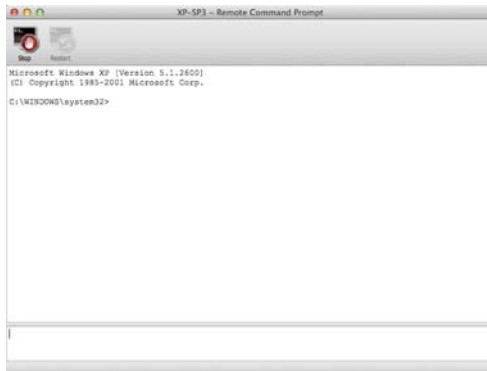 XP-SP3 – Remote Command Prompt
Stop Restart
Microsoft Windows XP [Version 5.1.2600]
(C) Copyright 1985-2001 Microsoft Corp.
C:\WINDOWS\system32>